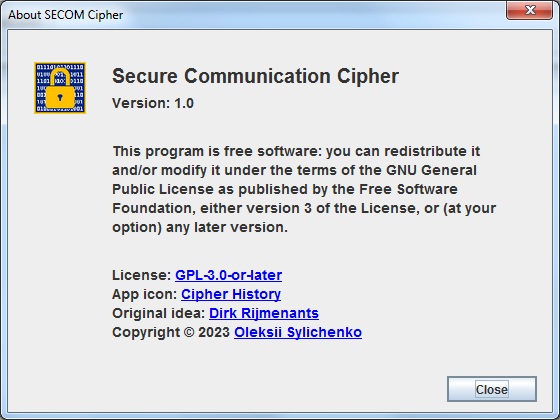 About SECOM Cipher
Secure Communication Cipher
Version: 1.0
This program is free software: you can redistribute it
and/or modify it under the terms of the GNU General
Public License as published by the Free Software
Foundation, either version 3 of the License, or (at your
option) any later version.
License: GPL-3.0-or-later
App icon: Cipher History
Original idea: Dirk Rijmenants
Copyright © 2023 Oleksii Sylichenko
Close